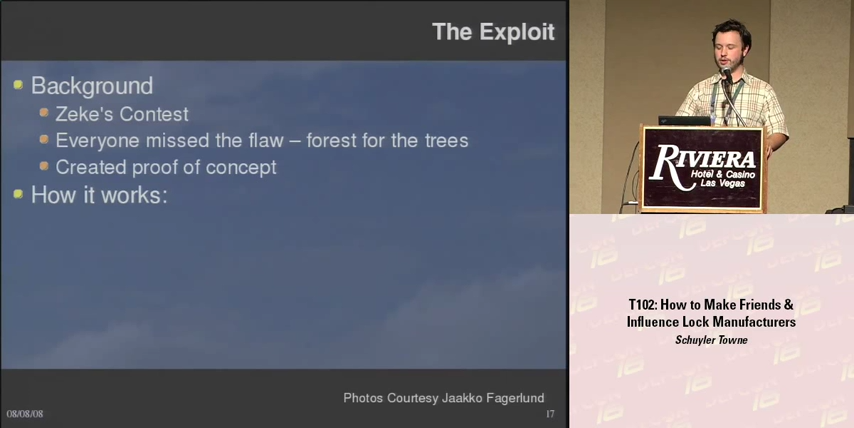 The Exploit
Background
Zeke's Contest
Everyone missed the flaw – forest for the trees
Created proof of concept
How it works:
Photos Courtesy Jaakko Fagerlund
08/08/08
17
RIVIERA
Hotel & Casino
Las Vegas
T102: How to Make Friends &
Influence Lock Manufacturers
Schuyler Towne